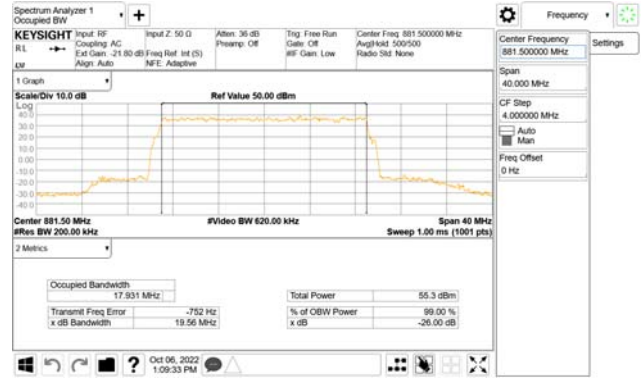 Spectrum Analyzer 1
Occupied BW
Frequency
KEYSIGHT
RL
LV
Input: RF
Coupling: AC
Ext Gain: -21.80 dB
Align: Auto
Input Z: 50 Ω
Freq Ref: Int (S)
NFE: Adaptive
Atten: 36 dB
Preamp: Off
Trig: Free Run
Gate: Off
#IF Gain: Low
Center Freq: 881.500000 MHz
Avg|Hold: 500/500
Radio Std: None
Center Frequency
881.500000 MHz
Settings
Span
40.000 MHz
CF Step
4.000000 MHz
Auto
Man
Freq Offset
0 Hz
1 Graph
Scale/Div 10.0 dB
Ref Value 50.00 dBm
Log
40.0
30.0
20.0
10.0
0.00
-10.0
-20.0
-30.0
-40.0
Center 881.50 MHz
#Video BW 620.00 kHz
Span 40 MHz
#Res BW 200.00 kHz
Sweep 1.00 ms (1001 pts)
2 Metrics
Occupied Bandwidth
17.931 MHz
Total Power 55.3 dBm
Transmit Freq Error -752 Hz
% of OBW Power 99.00 %
x dB Bandwidth 19.56 MHz
x dB -26.00 dB
?
Oct 06, 2022
1:09:33 PM